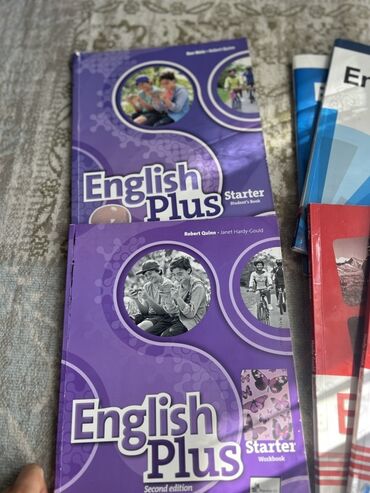 Ben Wetz • Robert Quinn
English
Plus
Starter
Student's Book
Robert Quinn • Janet Hardy-Gould
English
Plus
Starter
Workbook
Second edition
En
E